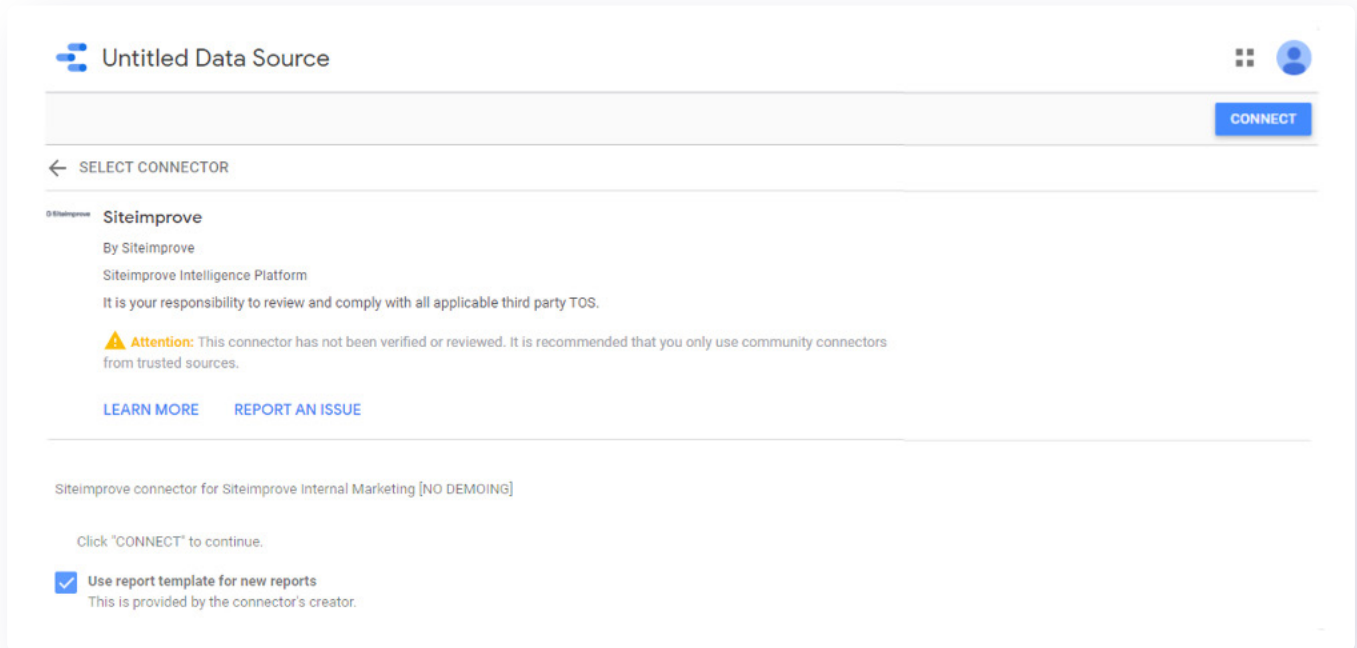 Untitled Data Source
CONNECT
SELECT CONNECTOR
Siteimprove
Siteimprove
By Siteimprove
Siteimprove Intelligence Platform
It is your responsibility to review and comply with all applicable third party TOS.
Attention: This connector has not been verified or reviewed. It is recommended that you only use community connectors
from trusted sources.
LEARN MORE REPORT AN ISSUE
Siteimprove connector for Siteimprove Internal Marketing [NO DEMOING]
Click "CONNECT" to continue.
Use report template for new reports
This is provided by the connector's creator.